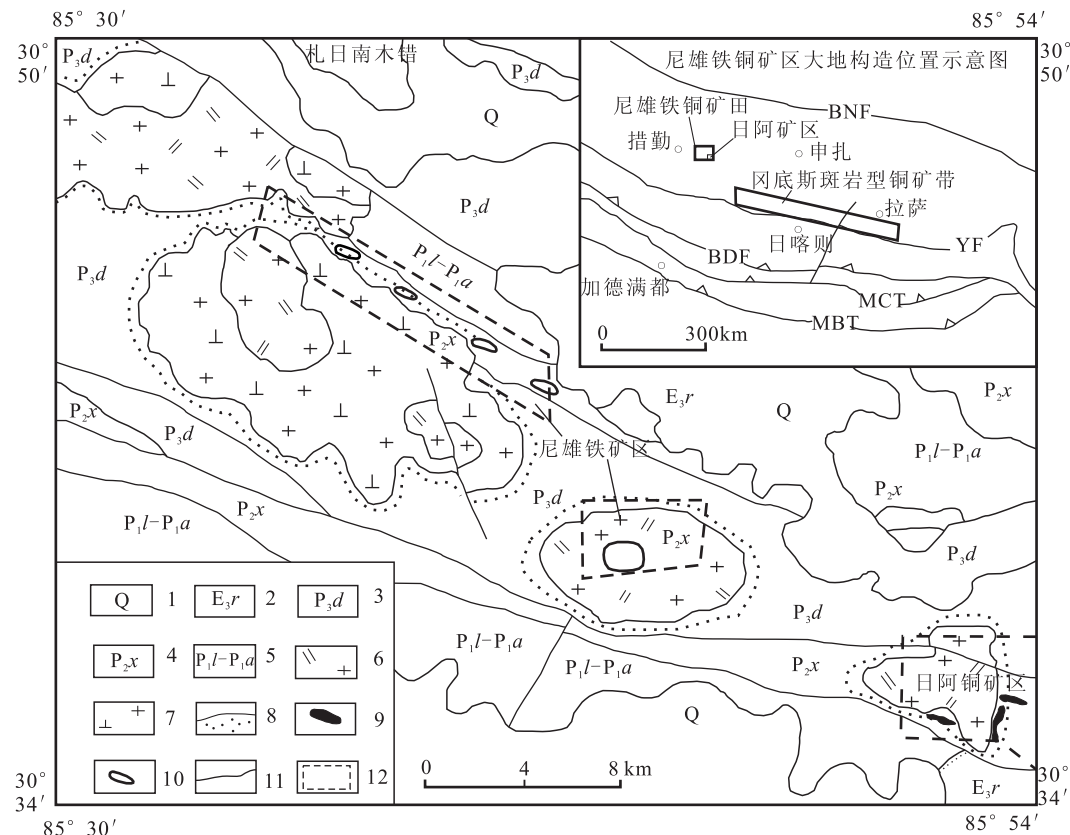 85° 30′
85° 54′
30°
50′
30°
50′
P₃d
札日南木错
P₃d
Q
P₃d
P₁l-P₁a
P₃d
P₂x
P₂x
P₃d
P₂x
P₁l-P₁a
尼雄铁矿区
P₃d
P₂x
E₃r
Q
P₂x
P₁l-P₁a
P₂x
P₃d
P₃d
P₁l-P₁a
P₁l-P₁a
P₂x
Q
日阿铜矿区
E₃r
尼雄铁铜矿区大地构造位置示意图
BNF
尼雄铁铜矿田
日阿矿区
措勤
申扎
冈底斯斑岩型铜矿带
拉萨
日喀则
YF
BDF
加德满都
MCT
MBT
0 300km
Q 1
E₃r 2
P₃d 3
P₂x 4
P₁l-P₁a 5
6
7
8
9
10
11
12
0 4 8 km
30°
34′
30°
34′
85° 30′
85° 54′